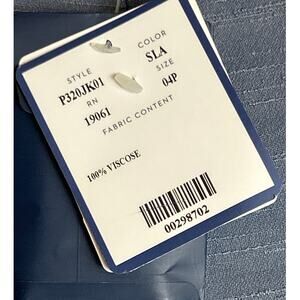 STYLE
P320JK01
COLOR
SLA
RN
19061
SIZE
04P
FABRIC CONTENT
100% VISCOSE
00298702